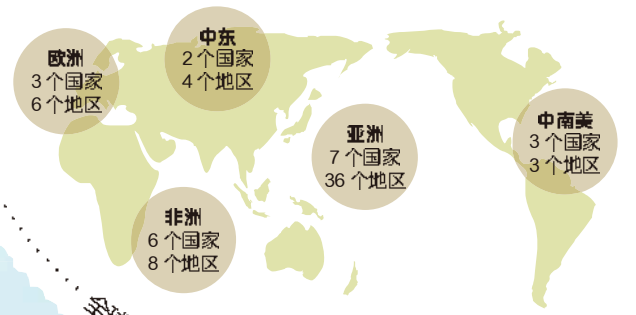 中东
2 个国家
4 个地区
欧洲
3 个国家
6 个地区
亚洲
7 个国家
36 个地区
中南美
3 个国家
3 个地区
非洲
6 个国家
8 个地区